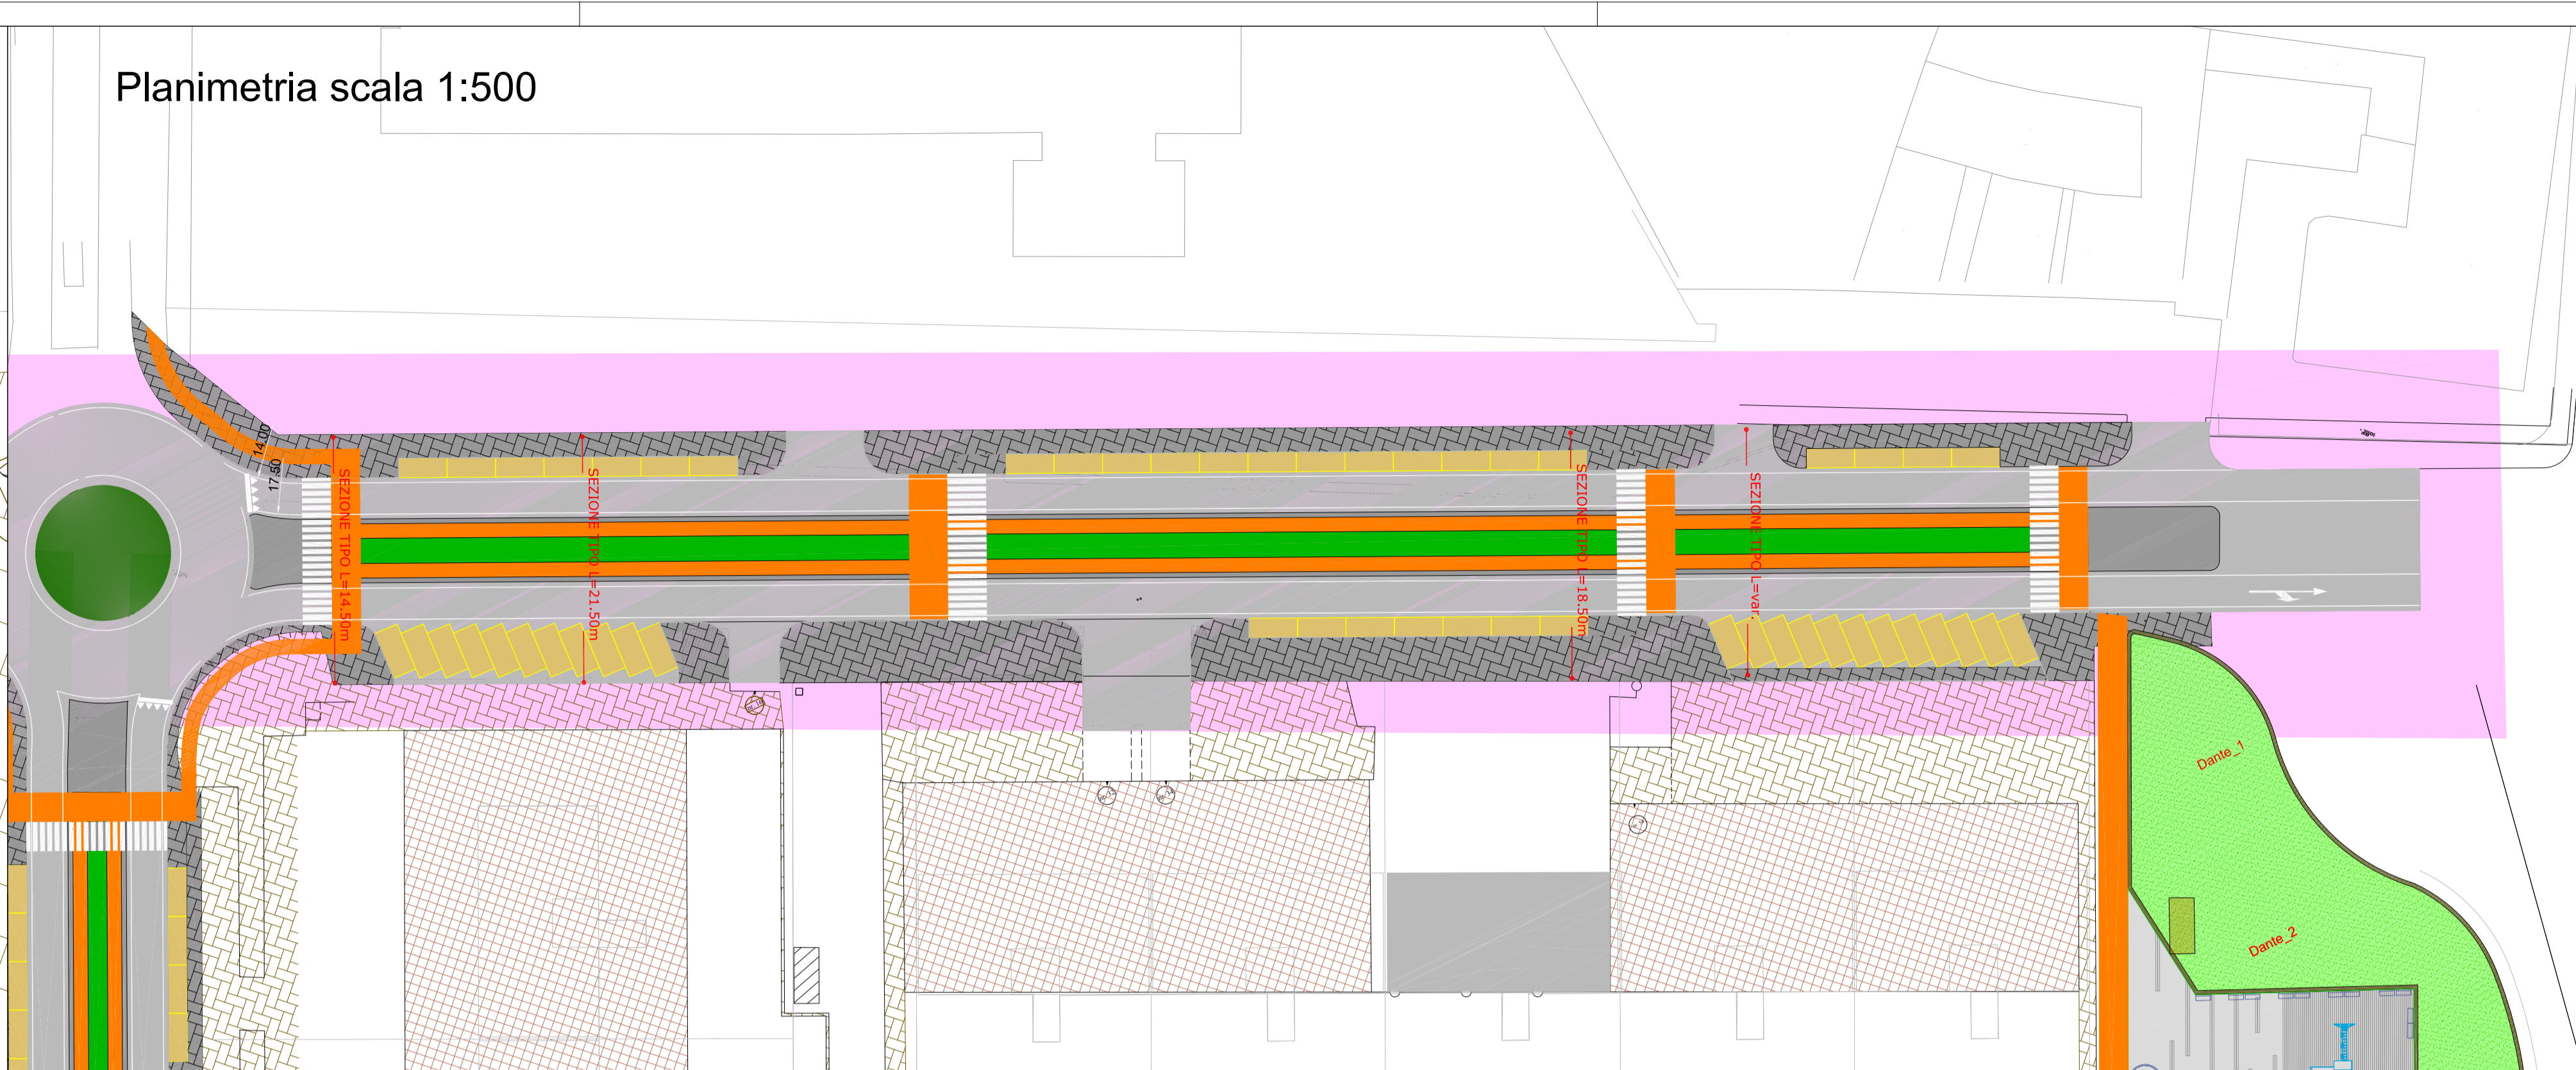 Planimetria scala 1:500
14.00
17.50
SEZIONE TIPO L=14.50m
SEZIONE TIPO L=21.50m
SEZIONE TIPO L=18.50m
SEZIONE TIPO L=var.
Dante_1
Dante_2